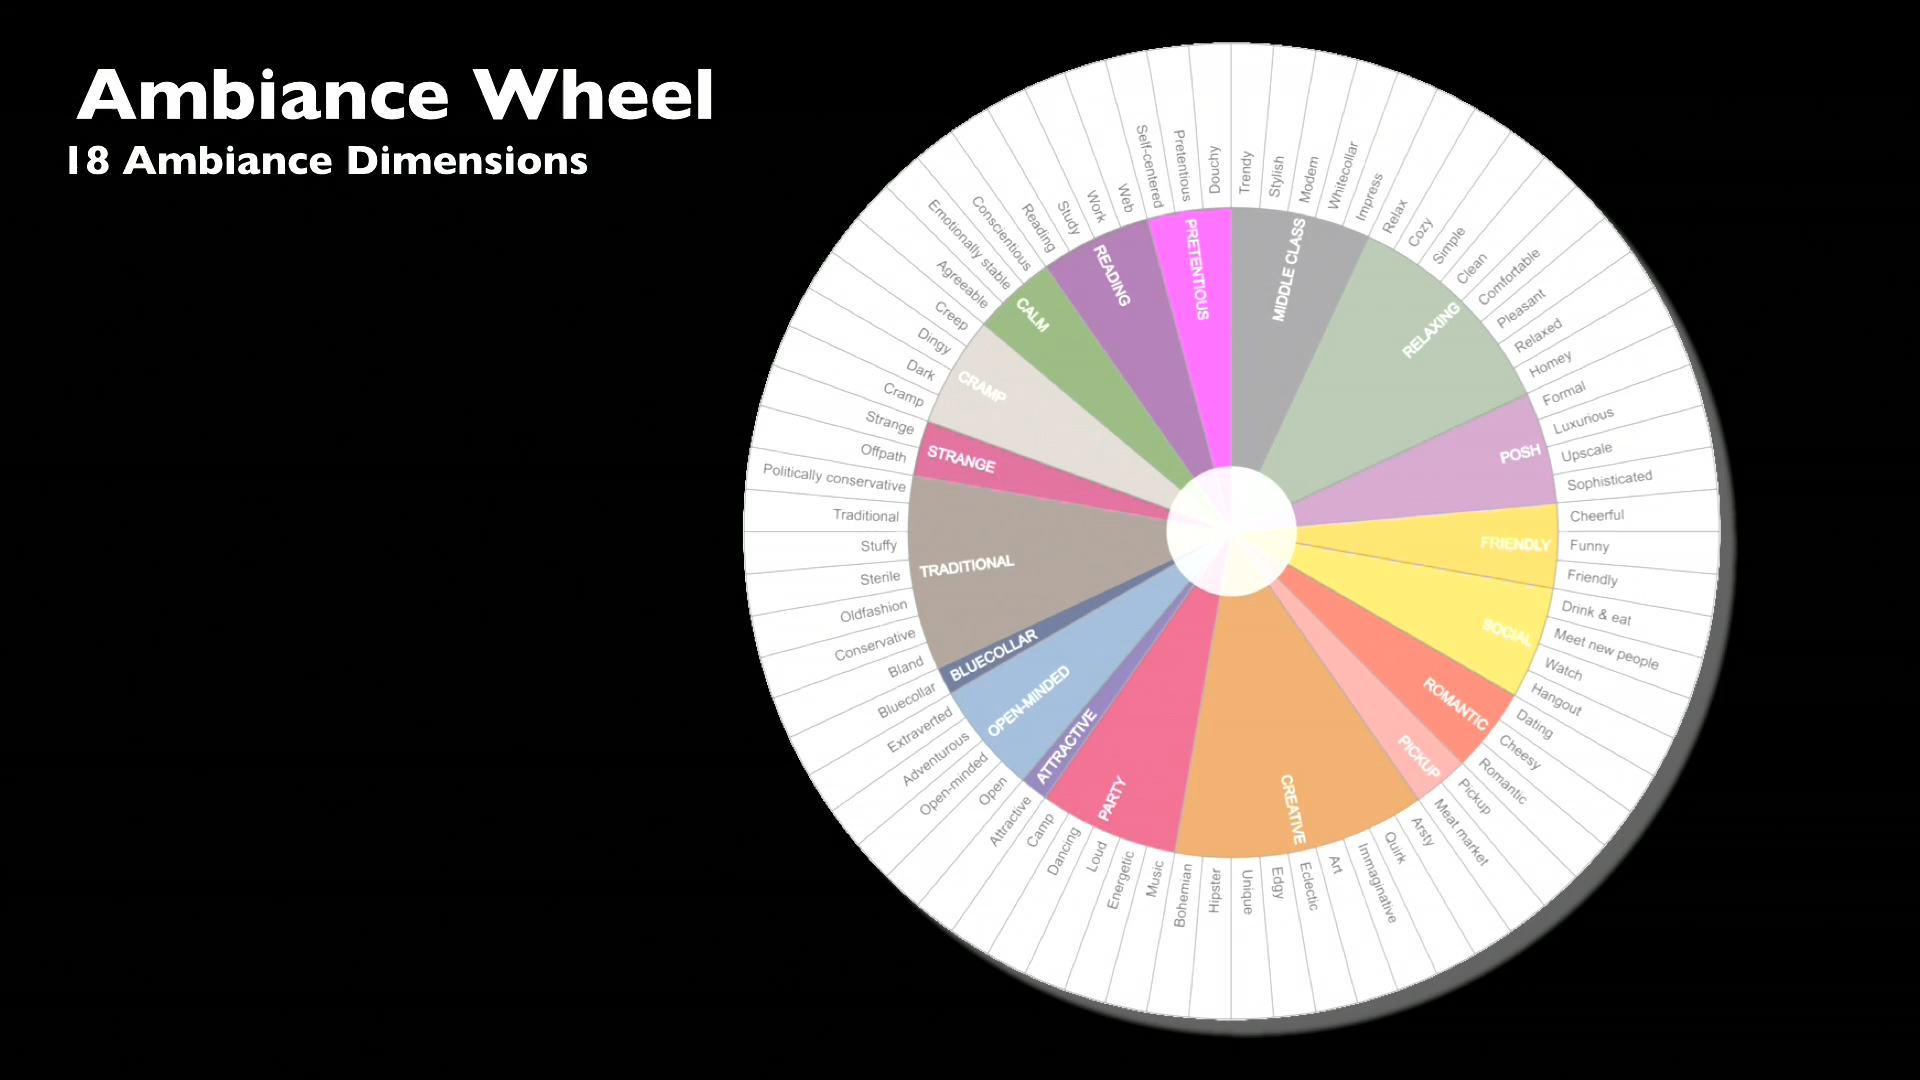 Ambiance Wheel
18 Ambiance Dimensions
MIDDLE CLASS
Trendy
Stylish
Modern
Whitecollar
Impress
RELAXING
Relax
Cozy
Simple
Clean
Comfortable
Pleasant
Relaxed
Homey
POSH
Formal
Luxurious
Upscale
Sophisticated
FRIENDLY
Cheerful
Funny
Friendly
SOCIAL
Drink & eat
Meet new people
Watch
Hangout
ROMANTIC
Dating
Cheesy
Romantic
PICKUP
Pickup
Meat market
CREATIVE
Arsty
Quirk
Immaginative
Art
Eclectic
Edgy
Unique
Hipster
Bohemian
PARTY
Music
Energetic
Loud
Dancing
Camp
ATTRACTIVE
Attractive
OPEN-MINDED
Open
Open-minded
Adventurous
Extraverted
BLUECOLLAR
Bluecollar
TRADITIONAL
Bland
Conservative
Oldfashion
Sterile
Stuffy
Traditional
Politically conservative
STRANGE
Offpath
Strange
CRAMP
Cramp
Dark
Dingy
Creep
CALM
Agreeable
Emotionally stable
Conscientious
READING
Reading
Study
Work
Web
PRETENTIOUS
Self-centered
Pretentious
Douchy